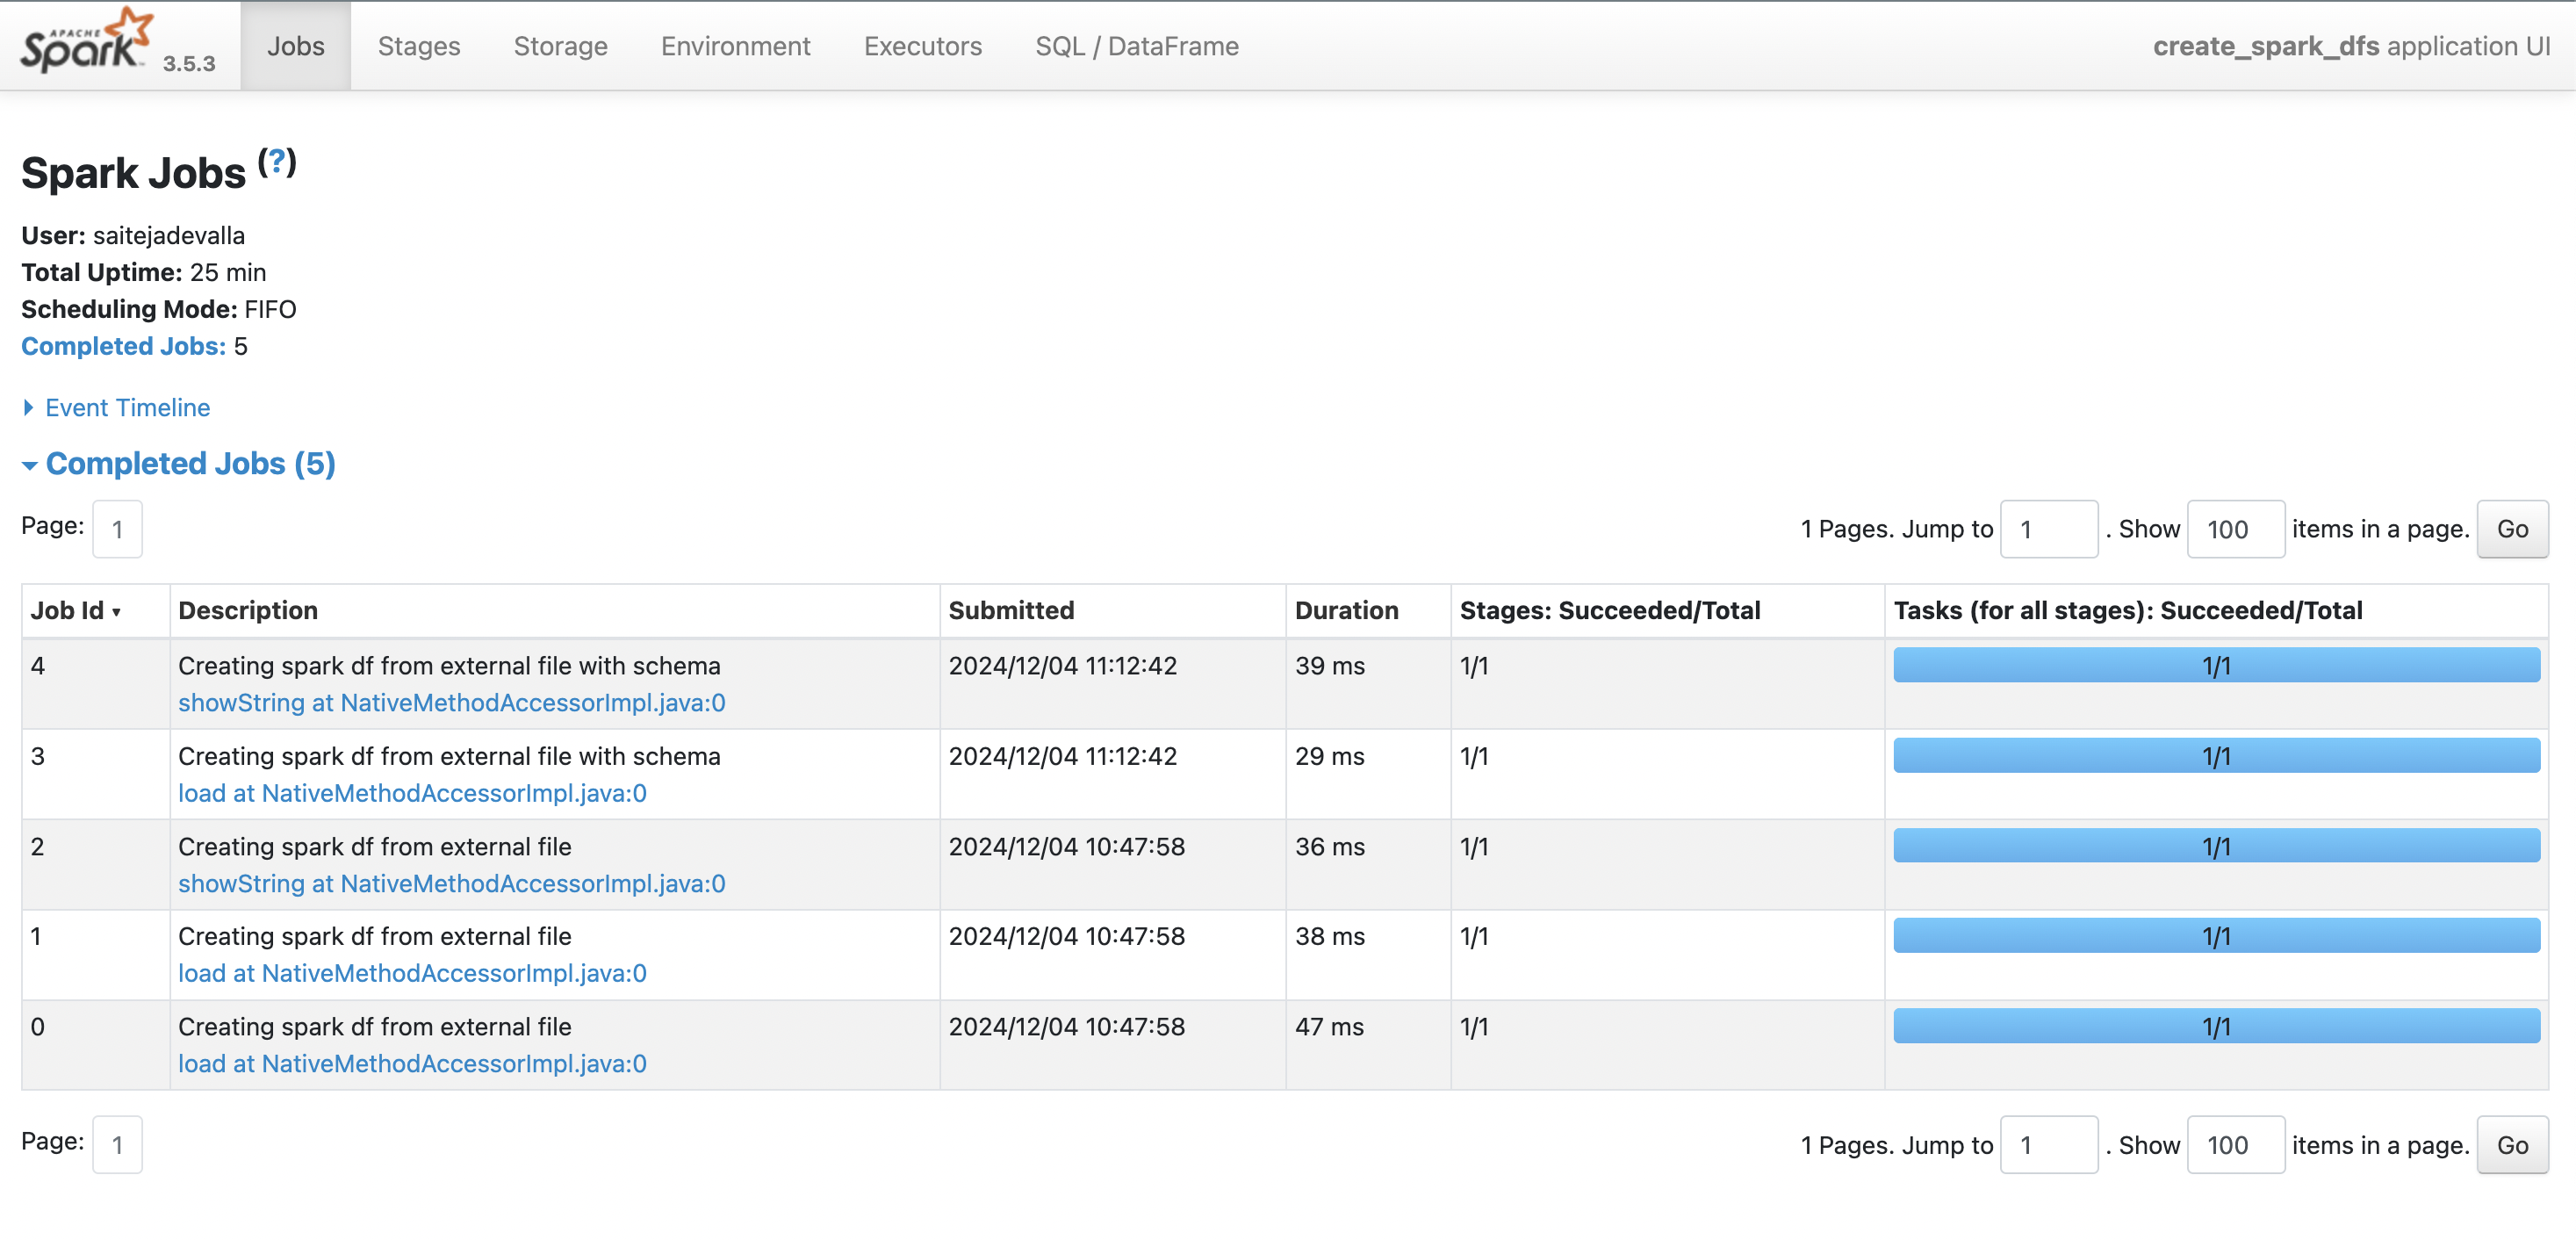 APACHE Spark 3.5.3 Jobs Stages Storage Environment Executors SQL / DataFrame create_spark_dfs application UI
Spark Jobs (?)
User: saitejadevalla
Total Uptime: 25 min
Scheduling Mode: FIFO
Completed Jobs: 5
Event Timeline
Completed Jobs (5)
Page: 1 1 Pages. Jump to 1 . Show 100 items in a page. Go
Job Id ▾ Description Submitted Duration Stages: Succeeded/Total Tasks (for all stages): Succeeded/Total
4 Creating spark df from external file with schema 2024/12/04 11:12:42 39 ms 1/1 1/1
showString at NativeMethodAccessorImpl.java:0
3 Creating spark df from external file with schema 2024/12/04 11:12:42 29 ms 1/1 1/1
load at NativeMethodAccessorImpl.java:0
2 Creating spark df from external file 2024/12/04 10:47:58 36 ms 1/1 1/1
showString at NativeMethodAccessorImpl.java:0
1 Creating spark df from external file 2024/12/04 10:47:58 38 ms 1/1 1/1
load at NativeMethodAccessorImpl.java:0
0 Creating spark df from external file 2024/12/04 10:47:58 47 ms 1/1 1/1
load at NativeMethodAccessorImpl.java:0
Page: 1 1 Pages. Jump to 1 . Show 100 items in a page. Go